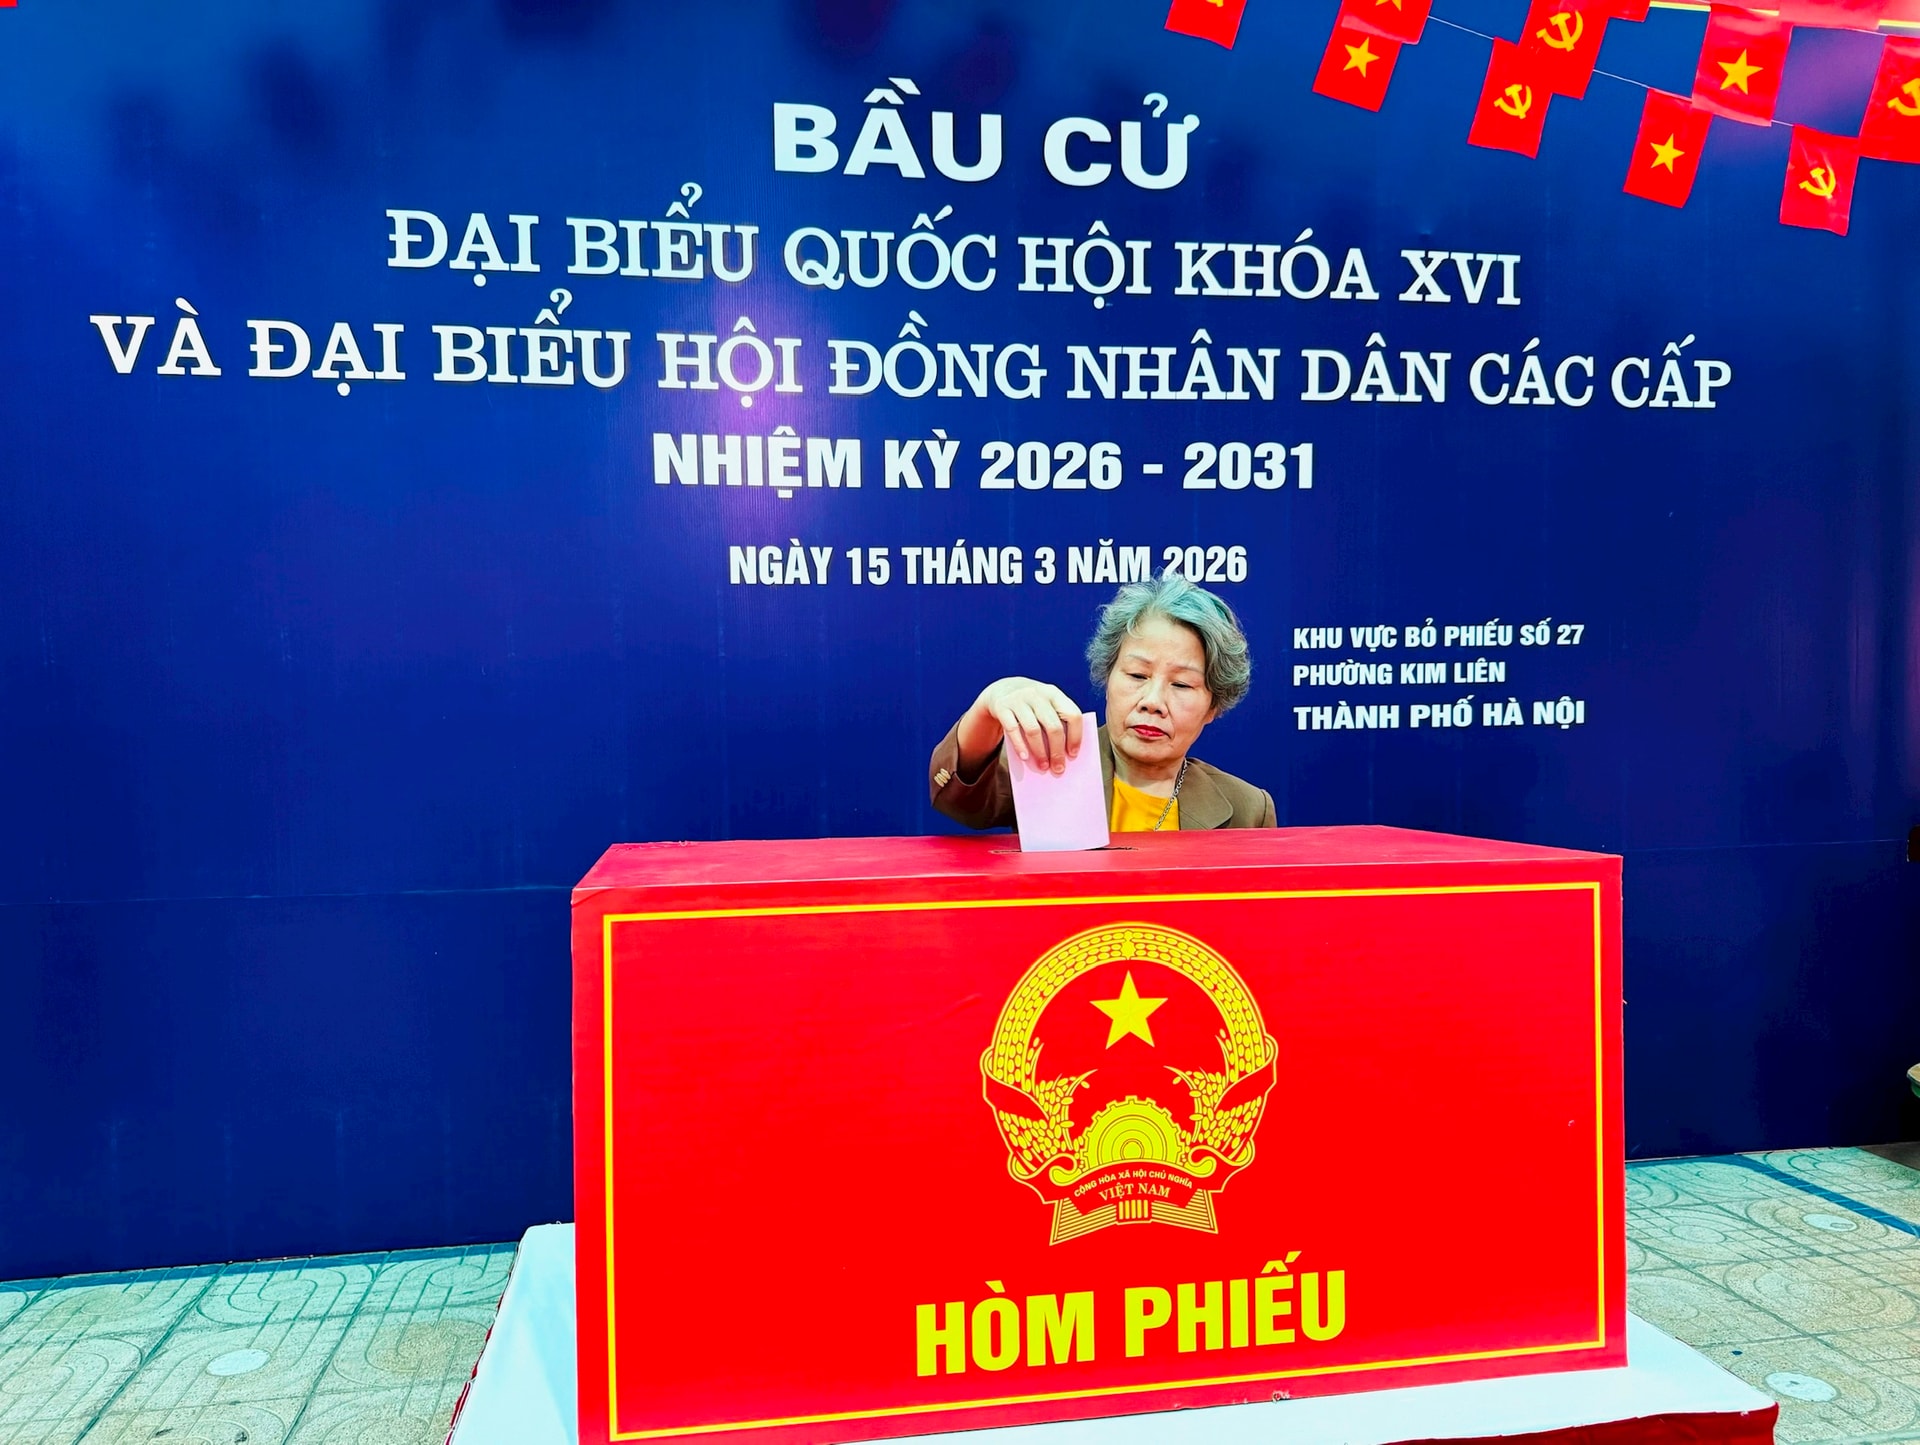 BẦU CỬ
ĐẠI BIỂU QUỐC HỘI KHÓA XVI
VÀ ĐẠI BIỂU HỘI ĐỒNG NHÂN DÂN CÁC CẤP
NHIỆM KỲ 2026 - 2031
NGÀY 15 THÁNG 3 NĂM 2026
KHU VỰC BỎ PHIẾU SỐ 27
PHƯỜNG KIM LIÊN
THÀNH PHỐ HÀ NỘI
CỘNG HÒA XÃ HỘI CHỦ NGHĨA
VIỆT NAM
HÒM PHIẾU